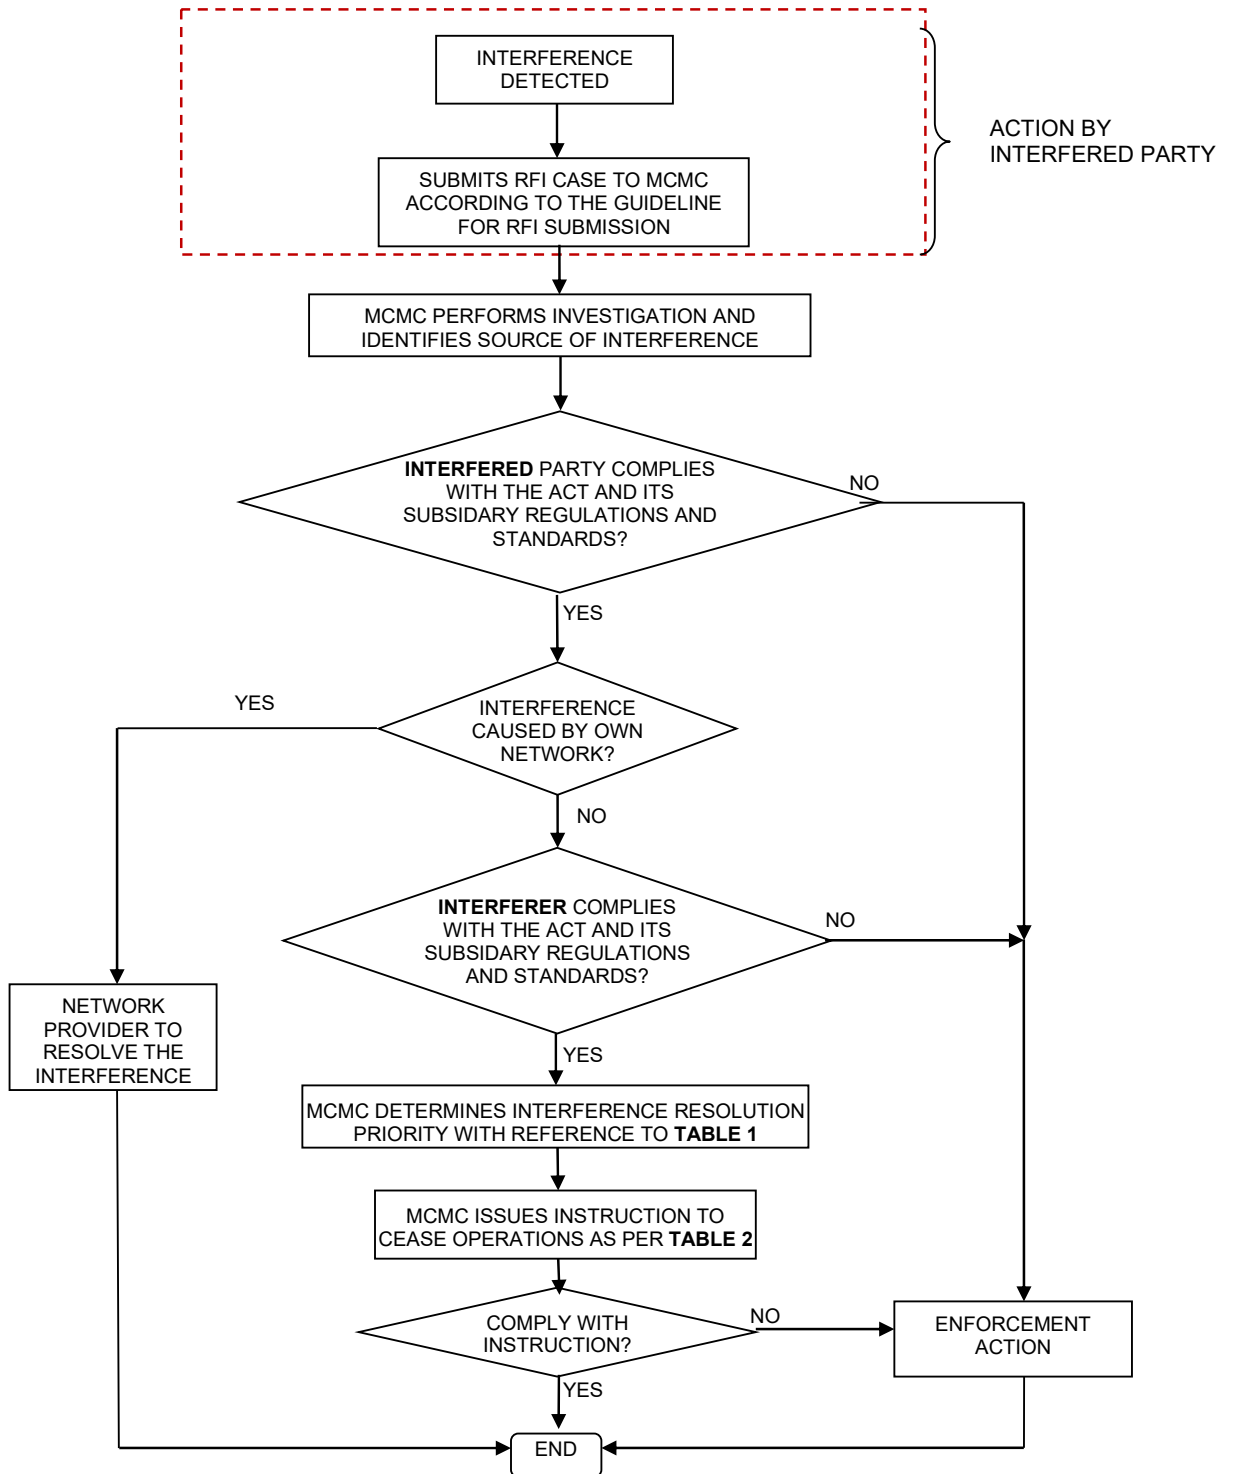 INTERFERENCE
DETECTED
ACTION BY
INTERFERED PARTY
SUBMITS RFI CASE TO MCMC
ACCORDING TO THE GUIDELINE
FOR RFI SUBMISSION
MCMC PERFORMS INVESTIGATION AND
IDENTIFIES SOURCE OF INTERFERENCE
INTERFERED PARTY COMPLIES
WITH THE ACT AND ITS
SUBSIDARY REGULATIONS AND
STANDARDS?
NO
YES
INTERFERENCE
CAUSED BY OWN
NETWORK?
YES
NO
INTERFERER COMPLIES
WITH THE ACT AND ITS
SUBSIDARY REGULATIONS
AND STANDARDS?
NO
NETWORK
PROVIDER TO
RESOLVE THE
INTERFERENCE
YES
MCMC DETERMINES INTERFERENCE RESOLUTION
PRIORITY WITH REFERENCE TO TABLE 1
MCMC ISSUES INSTRUCTION TO
CEASE OPERATIONS AS PER TABLE 2
COMPLY WITH
INSTRUCTION?
NO
ENFORCEMENT
ACTION
YES
END